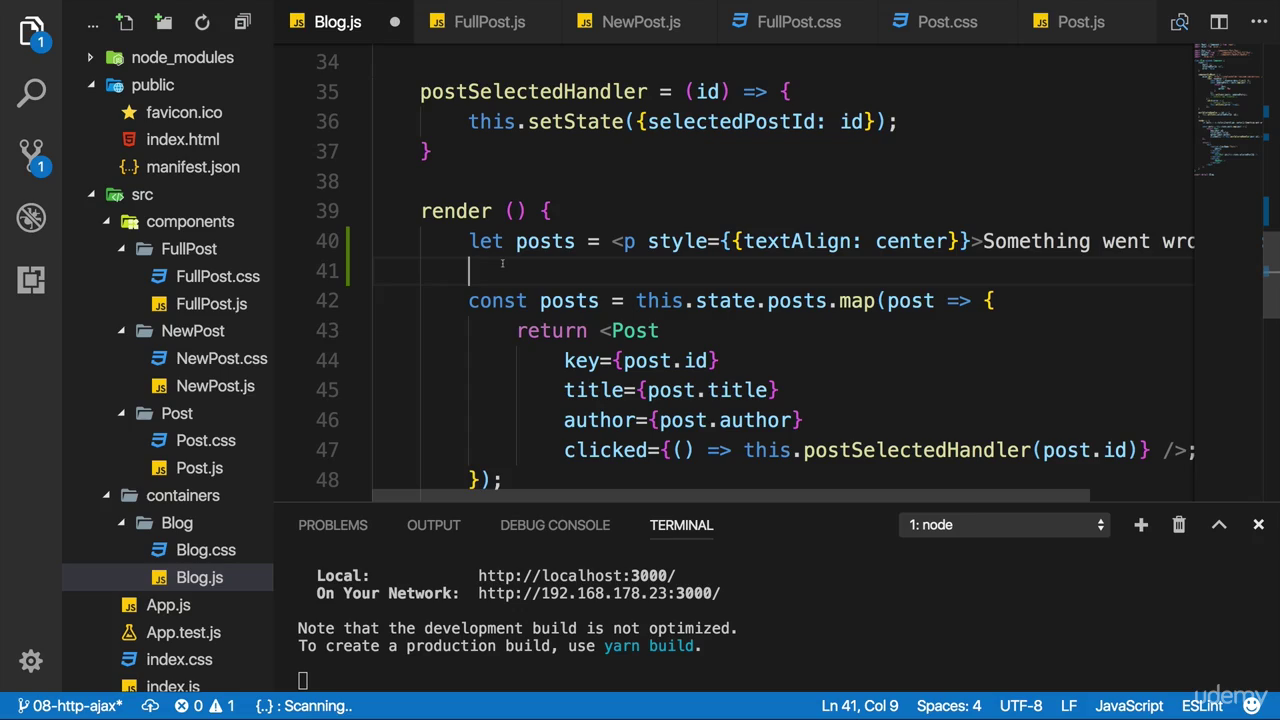 ...
Blog.js
FullPost.js
NewPost.js
FullPost.css
Post.css
Post.js
...
1
1
node_modules
public
favicon.ico
index.html
manifest.json
src
components
FullPost
FullPost.css
FullPost.js
NewPost
NewPost.css
NewPost.js
Post
Post.css
Post.js
containers
Blog
Blog.css
Blog.js
App.js
App.test.js
index.css
index.js
34
35 postSelectedHandler = (id) => {
36 this.setState({selectedPostId: id});
37 }
38
39 render () {
40 let posts = <p style={{textAlign: center}}>Something went wro
41
42 const posts = this.state.posts.map(post => {
43 return <Post
44 key={post.id}
45 title={post.title}
46 author={post.author}
47 clicked={() => this.postSelectedHandler(post.id)} />;
48 });
PROBLEMS OUTPUT DEBUG CONSOLE TERMINAL 1: node
Local: http://localhost:3000/
On Your Network: http://192.168.178.23:3000/
Note that the development build is not optimized.
To create a production build, use yarn build.
08-http-ajax* 0 1 {..} : Scanning.. Ln 41, Col 9 Spaces: 4 UTF-8 LF JavaScript ESLint
udemy